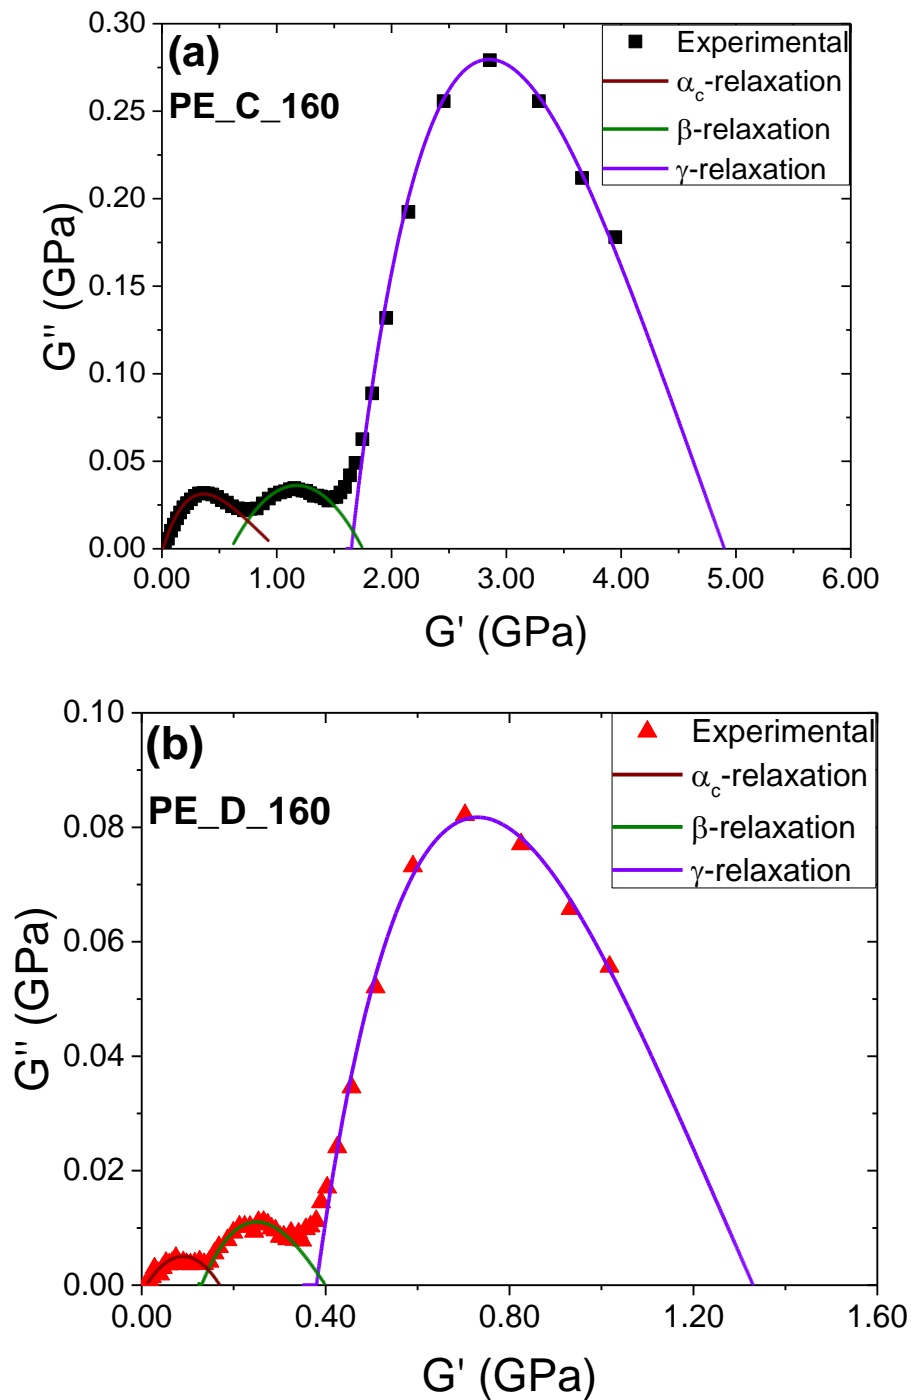 (a)
PE_C_160
Experimental
αc-relaxation
β-relaxation
γ-relaxation
G'' (GPa)
0.30
0.25
0.20
0.15
0.10
0.05
0.00
0.00 1.00 2.00 3.00 4.00 5.00 6.00
G' (GPa)
(b)
PE_D_160
Experimental
αc-relaxation
β-relaxation
γ-relaxation
G'' (GPa)
0.10
0.08
0.06
0.04
0.02
0.00
0.00 0.40 0.80 1.20 1.60
G' (GPa)